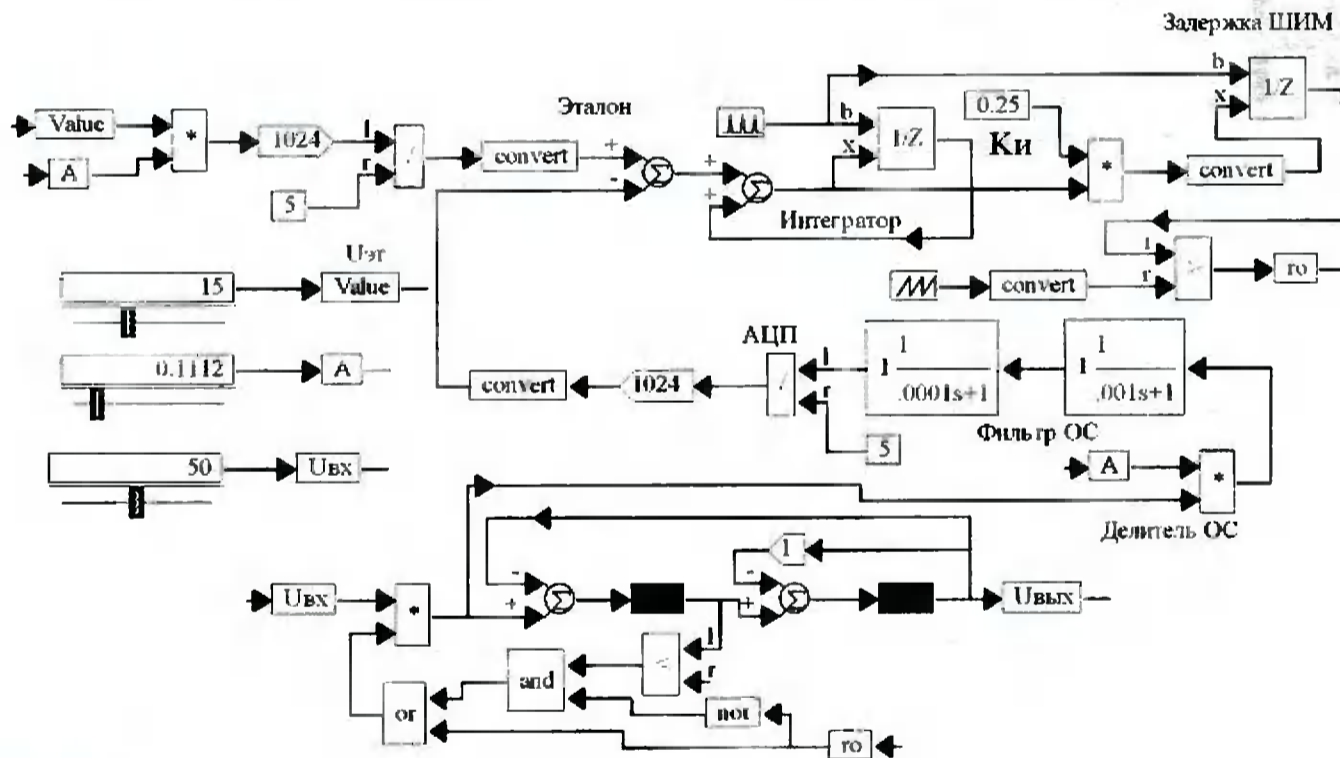 Задержка ШИМ
b
1/Z
x
Эталон
0.25
b
1/Z
x
Ки
Value
*
1024
l
/
convert
+
-
Σ
+
+
Σ
*
convert
A
r
5
Интегратор
Uэт
15
Value
l
r
convert
ro
0.1112
A
АЦП
convert
1024
l
/
r
1
1
.0001s+1
1
1
.001s+1
Фильтр ОС
5
50
Uвх
A
*
Делитель ОС
1
-
-
Uвх
*
+
Σ
+
Σ
Uвых
l
<
r
and
or
not
ro